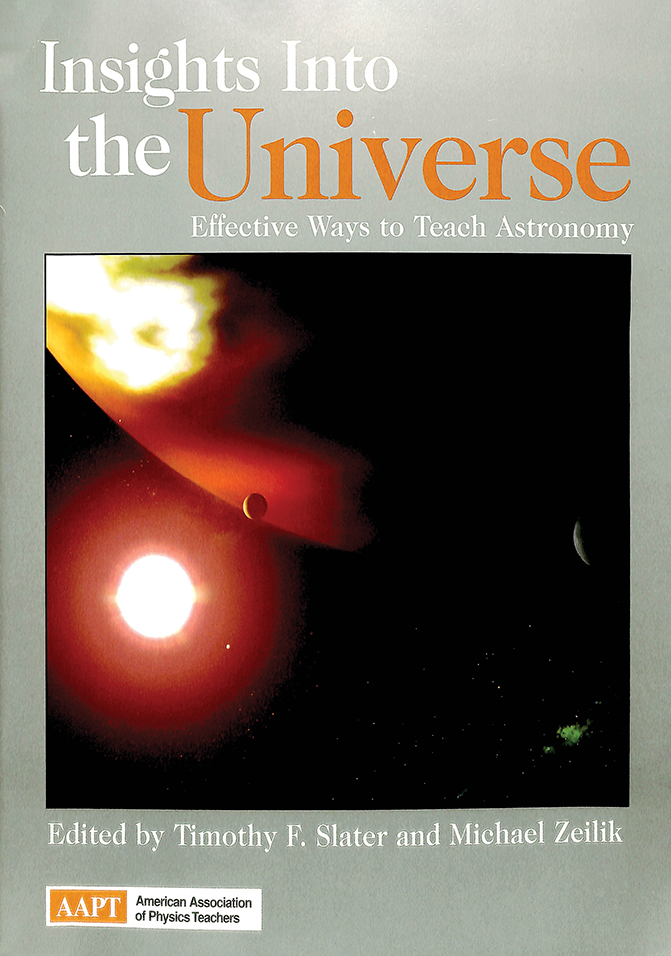 Insights Into
the Universe
Effective Ways to Teach Astronomy
Edited by Timothy F. Slater and Michael Zeilik
AAPT
American Association
of Physics Teachers